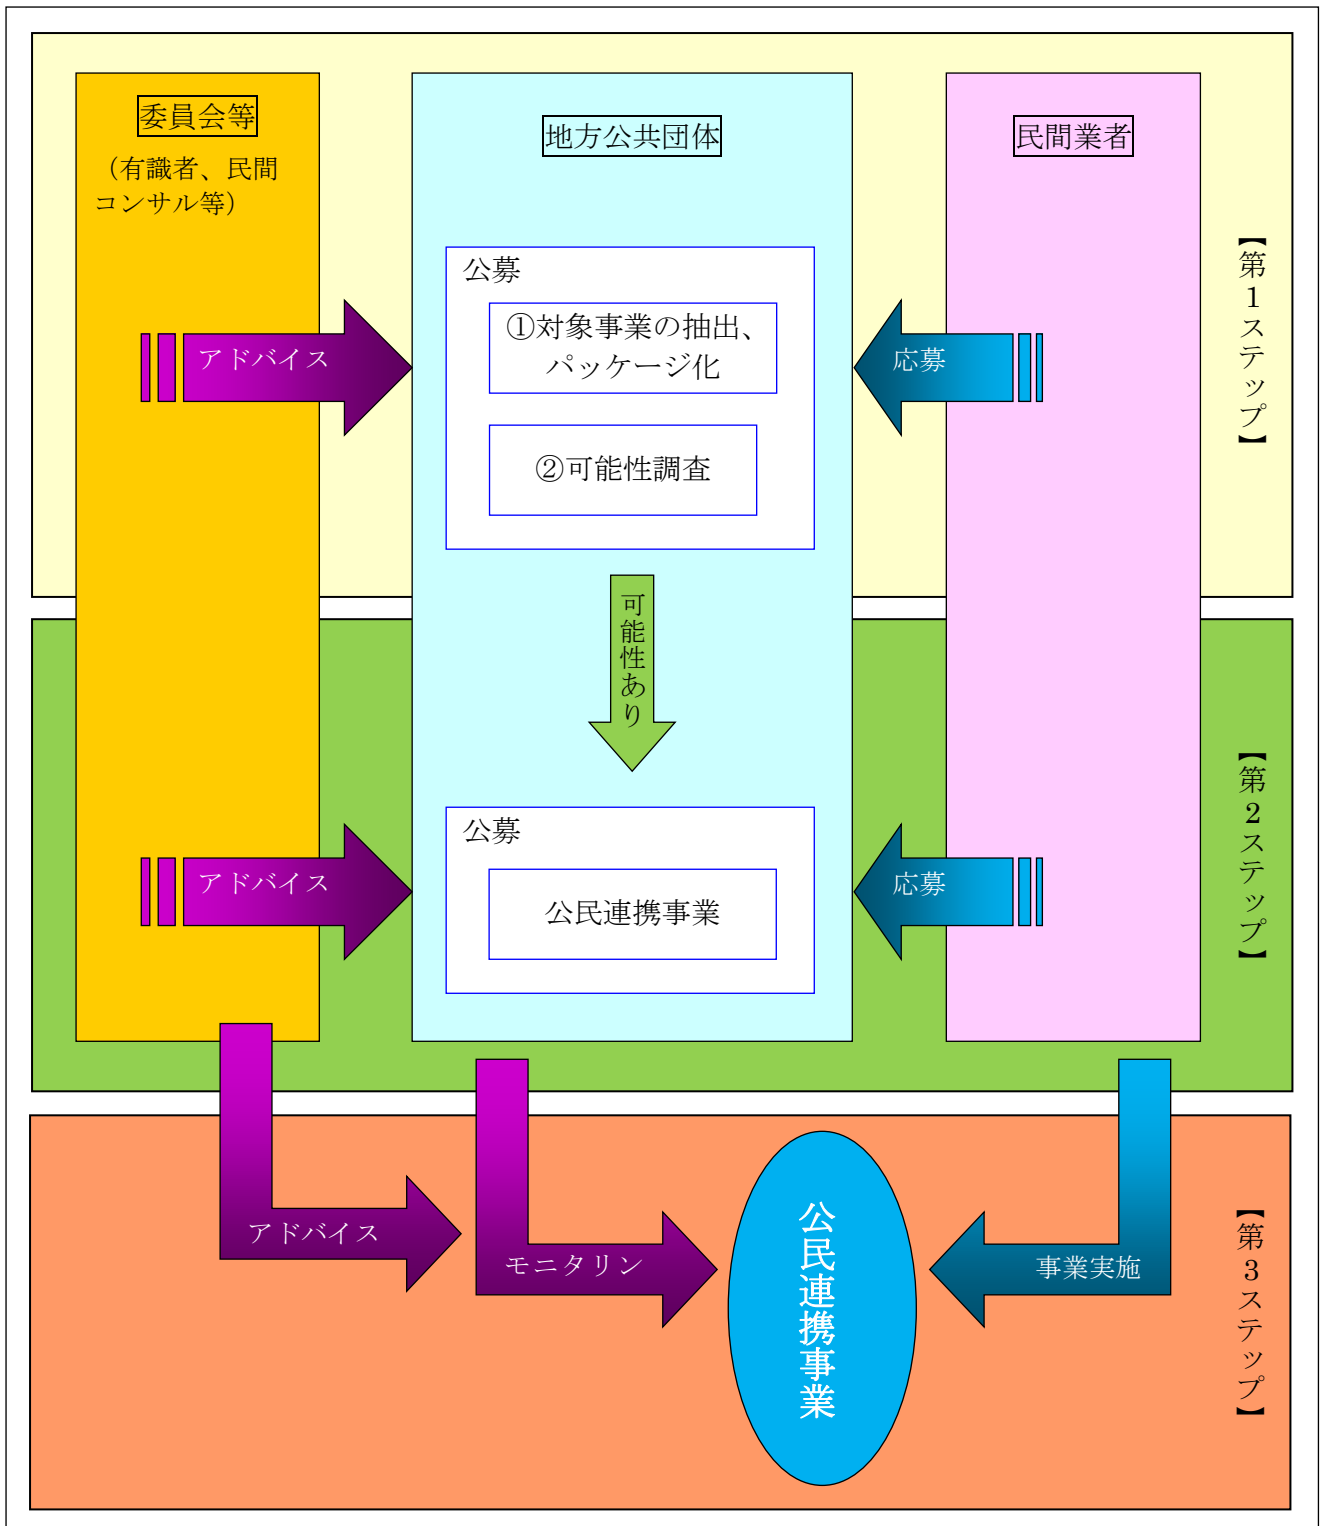 委員会等
（有識者、民間
コンサル等）
地方公共団体
民間業者
公募
①対象事業の抽出、
パッケージ化
②可能性調査
アドバイス
応募
【第１ステップ】
可能性あり
公募
公民連携事業
アドバイス
応募
【第２ステップ】
アドバイス
モニタリン
公民連携事業
事業実施
【第３ステップ】